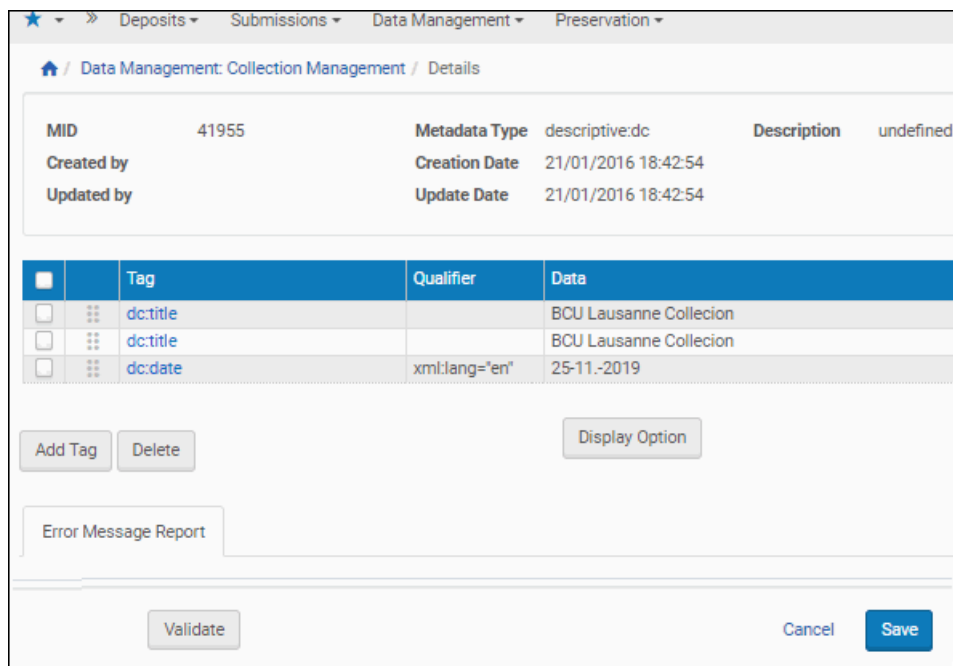 Deposits Submissions Data Management Preservation
/ Data Management: Collection Management / Details
MID 41955 Metadata Type descriptive:dc Description undefined
Created by Creation Date 21/01/2016 18:42:54
Updated by Update Date 21/01/2016 18:42:54
Tag Qualifier Data
dc:title BCU Lausanne Collecion
dc:title BCU Lausanne Collecion
dc:date xml:lang="en" 25-11.-2019
Add Tag Delete Display Option
Error Message Report
Validate Cancel Save